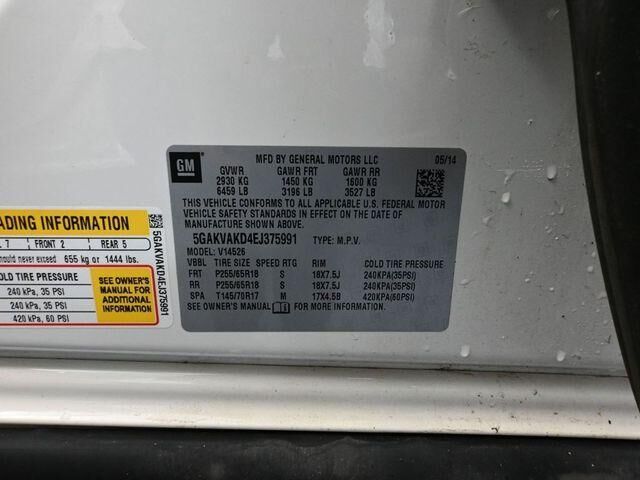 GM
MFD BY GENERAL MOTORS LLC 05/14
GVWR GAWR FRT GAWR RR
2930 KG 1450 KG 1600 KG
6459 LB 3196 LB 3527 LB
THIS VEHICLE CONFORMS TO ALL APPLICABLE U.S. FEDERAL MOTOR
VEHICLE SAFETY STANDARDS IN EFFECT ON THE DATE OF
MANUFACTURE SHOWN ABOVE.
5GAKVAKD4EJ375991 TYPE: M.P.V.
MODEL: V14526
VBBL TIRE SIZE SPEED RTG RIM COLD TIRE PRESSURE
FRT P255/65R18 S 18X7.5J 240KPA(35PSI)
RR P255/65R18 S 18X7.5J 240KPA(35PSI)
SPA T145/70R17 M 17X4.5B 420KPA(60PSI)
SEE OWNER'S MANUAL FOR MORE INFORMATION.
ADING INFORMATION
L 7 FRONT 2 REAR 5
ould never exceed 655 kg or 1444 lbs.
COLD TIRE PRESSURE
240 kPa, 35 PSI
240 kPa, 35 PSI
420 kPa, 60 PSI
SEE OWNER'S
MANUAL FOR
ADDITIONAL
INFORMATION
5GAKVAKD4EJ375991